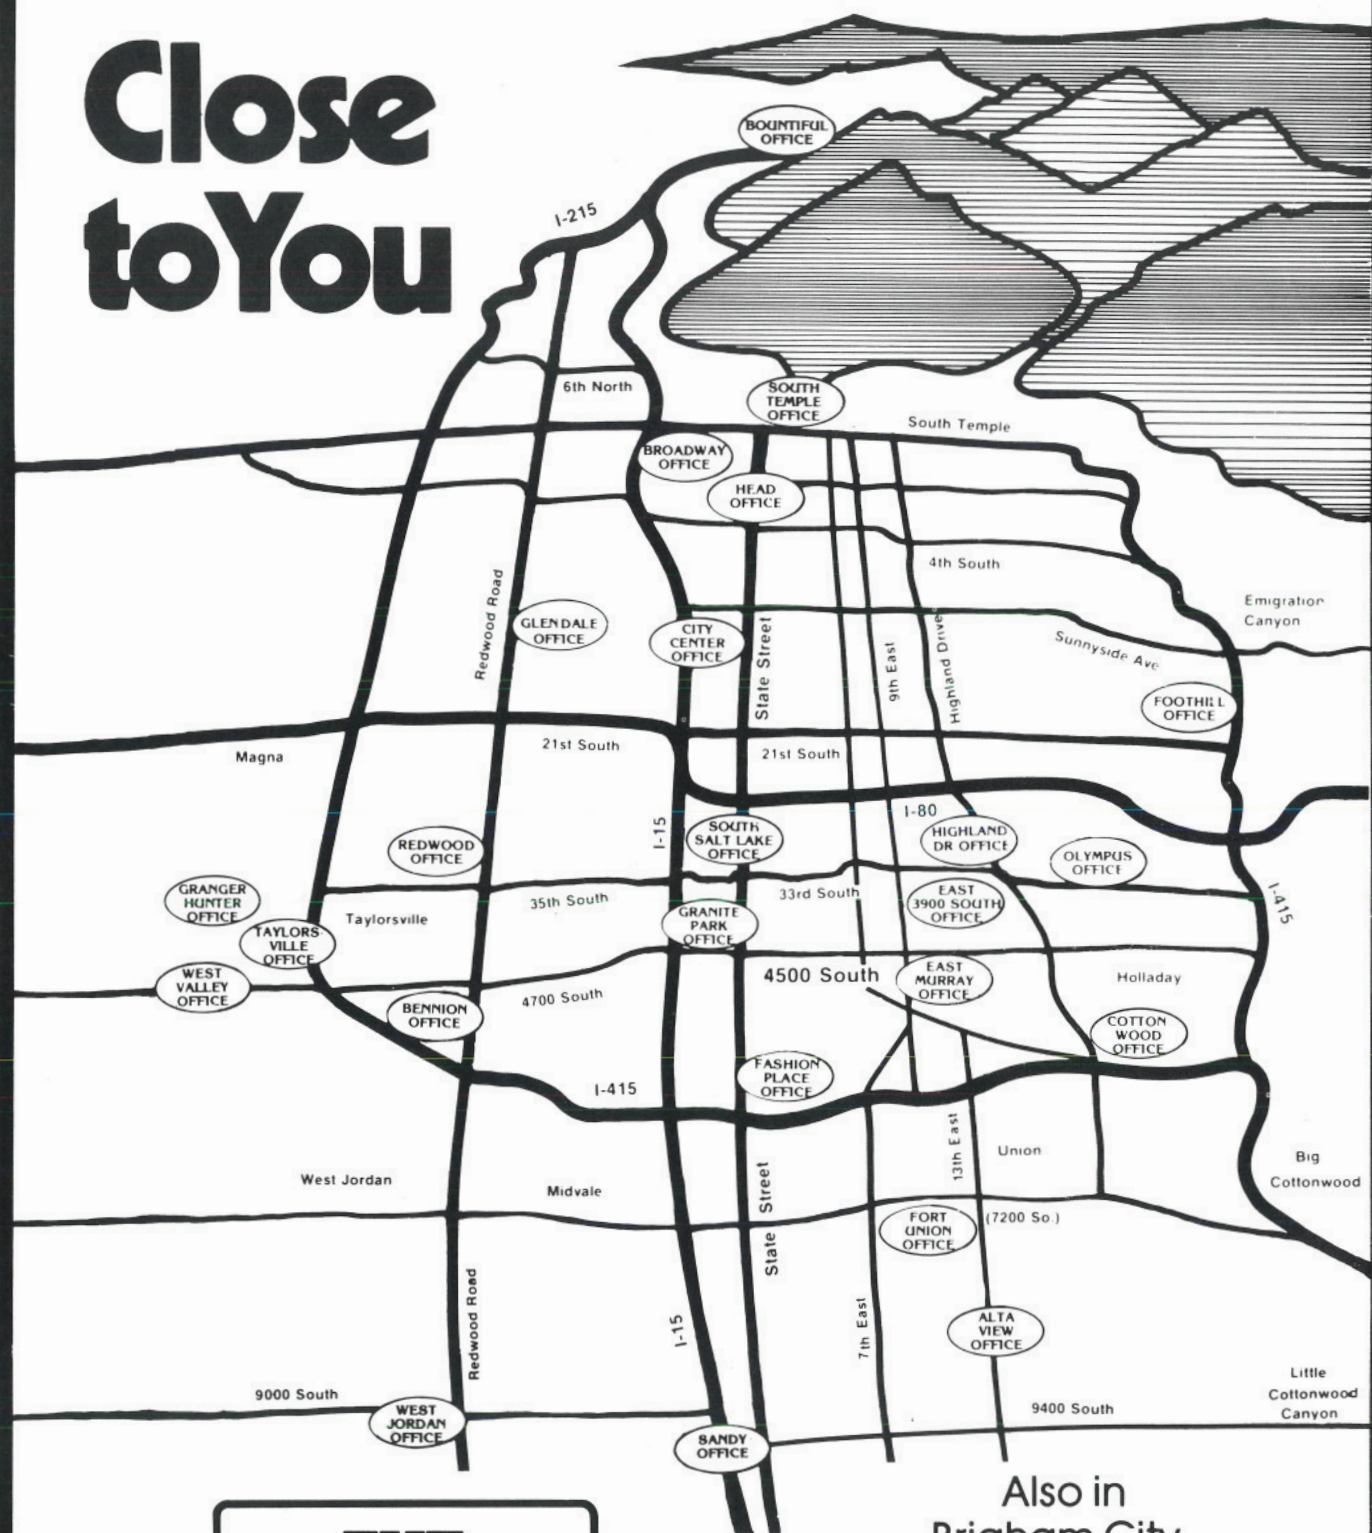 Close
to You
BOUNTIFUL
OFFICE
I-215
6th North
SOUTH
TEMPLE
OFFICE
South Temple
BROADWAY
OFFICE
HEAD
OFFICE
4th South
Redwood Road
GLENDALE
OFFICE
CITY
CENTER
OFFICE
State Street
9th East
Highland Drive
Sunnyside Ave
Emigration
Canyon
FOOTHILL
OFFICE
Magna
21st South
21st South
I-80
I-15
REDWOOD
OFFICE
SOUTH
SALT LAKE
OFFICE
HIGHLAND
DR OFFICE
OLYMPUS
OFFICE
GRANGER
HUNTER
OFFICE
Taylorsville
35th South
33rd South
GRANITE
PARK
OFFICE
EAST
3900 SOUTH
OFFICE
I-415
TAYLORS
VILLE
OFFICE
WEST
VALLEY
OFFICE
BENNION
OFFICE
4700 South
4500 South
EAST
MURRAY
OFFICE
Holladay
COTTON
WOOD
OFFICE
FASHION
PLACE
OFFICE
I-415
13th East
Union
Big
Cottonwood
West Jordan
Midvale
State Street
FORT
UNION
OFFICE
(7200 So.)
Redwood Road
I-15
7th East
ALTA
VIEW
OFFICE
Little
Cottonwood
Canyon
9000 South
WEST
JORDAN
OFFICE
SANDY
OFFICE
9400 South
Also in
Brigham City